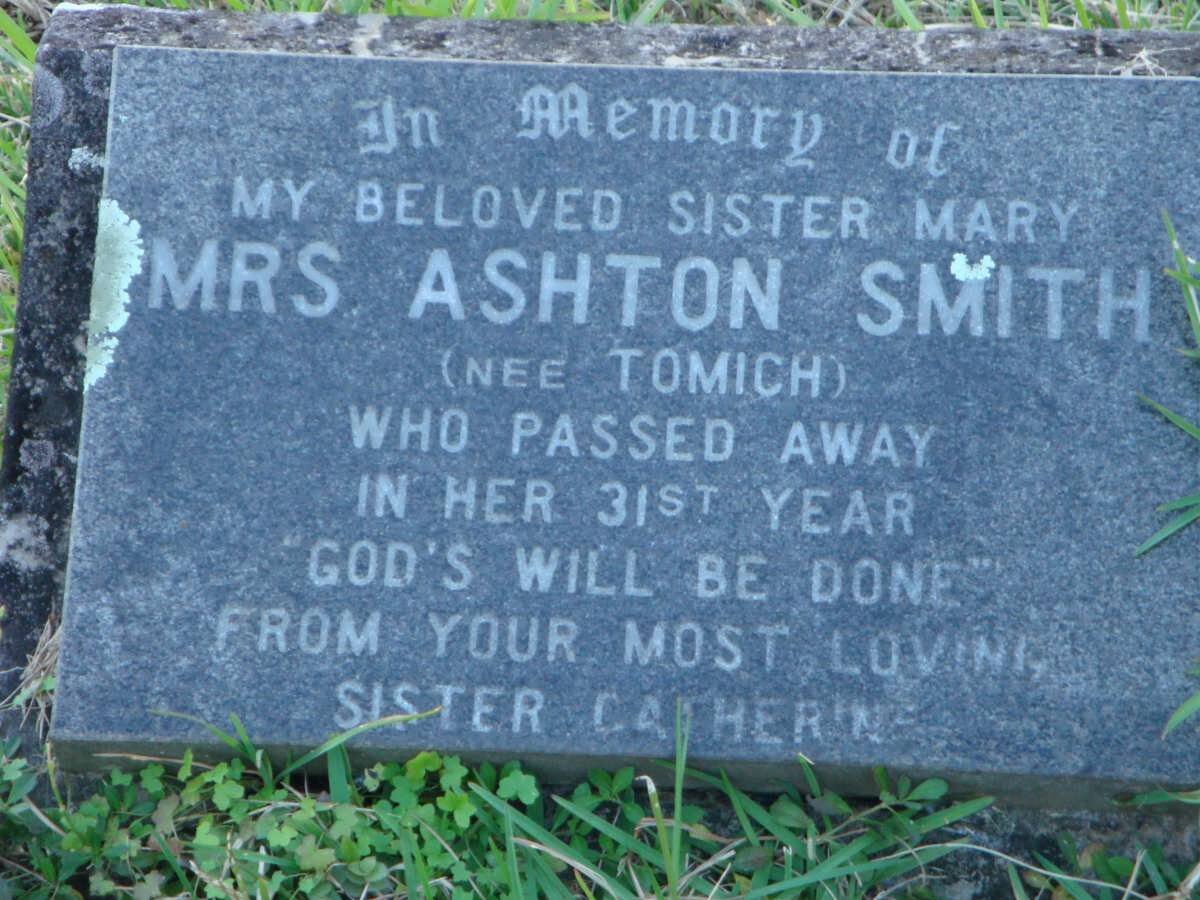 In Memory of
MY BELOVED SISTER MARY
MRS ASHTON SMITH
(NEE TOMICH)
WHO PASSED AWAY
IN HER 31ST YEAR
"GOD'S WILL BE DONE"
FROM YOUR MOST LOVING
SISTER CATHERINE